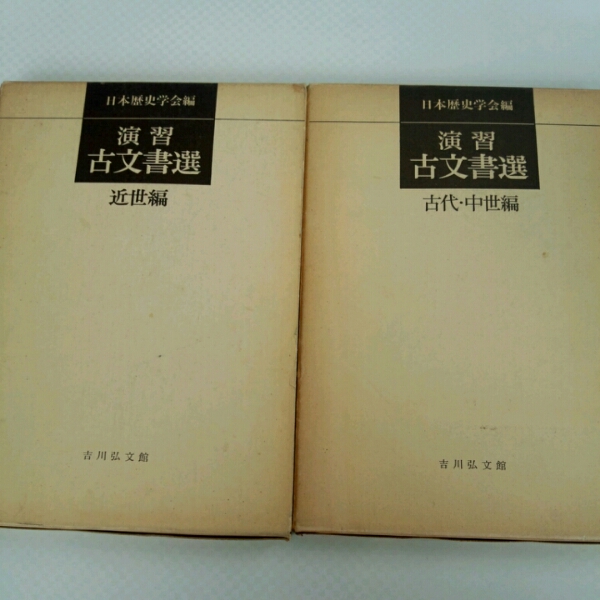 日本歴史学会編
演習
古文書選
近世編
吉川弘文館
日本歴史学会編
演習
古文書選
古代・中世編
吉川弘文館